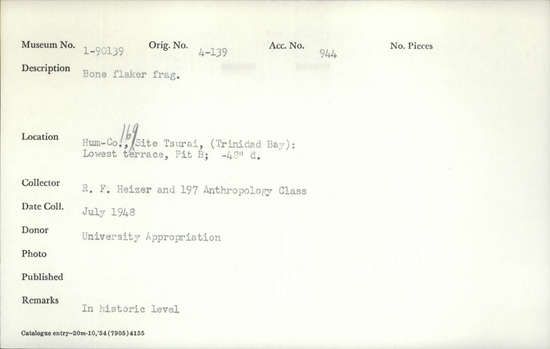 Museum No. 1-90139 Orig. No. 4-139 Acc. No. 944 No. Pieces
Description Bone flaker frag.
Location Hum-Co., 169 Site Tsurai, (Trinidad Bay):
Lowest terrace, Pit B; -48" d.
Collector R. F. Heizer and 197 Anthropology Class
Date Coll. July 1948
Donor University Appropriation
Photo
Published
Remarks In historic level
Catalogue entry—20m-10,'54 (7905) 4155